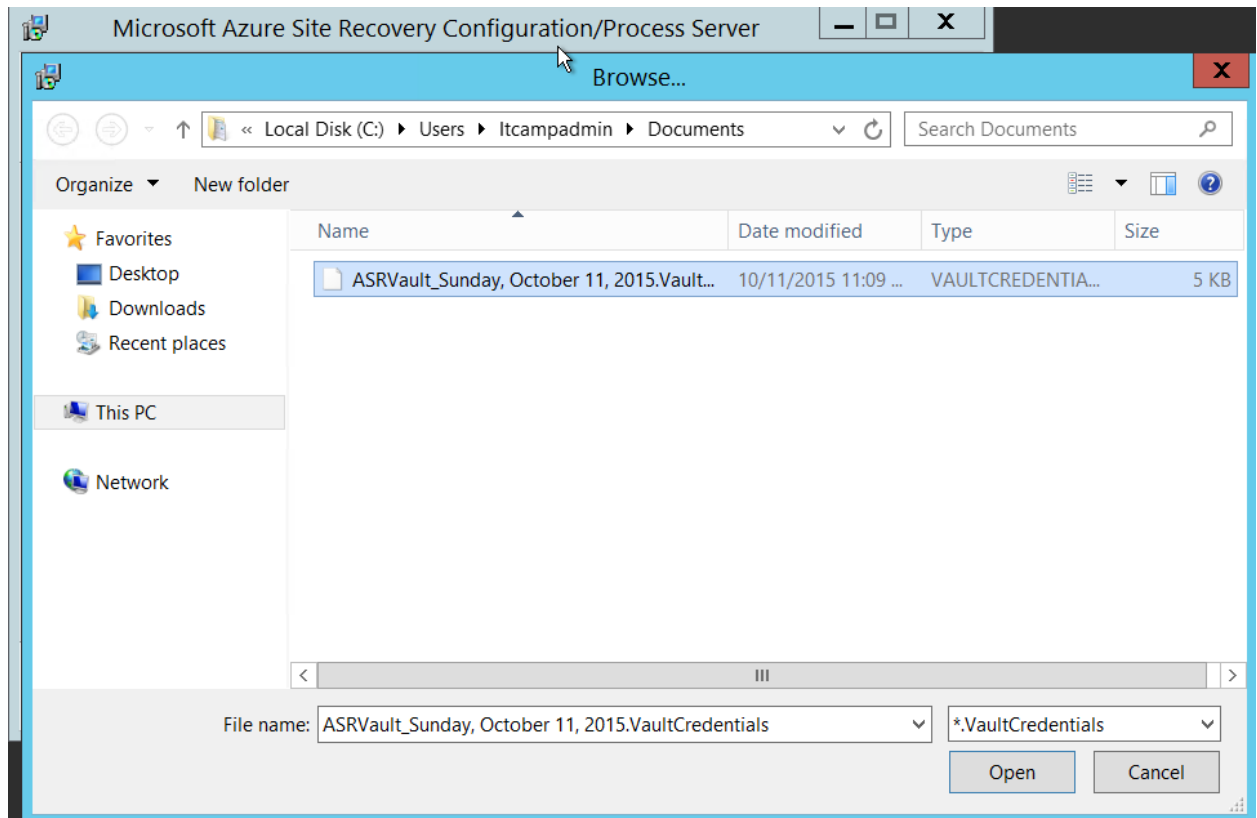 Microsoft Azure Site Recovery Configuration/Process Server
Browse...
« Local Disk (C:) Users Itcampadmin Documents
Search Documents
Organize New folder
Name Date modified Type Size
Favorites
Desktop
Downloads
Recent places
This PC
Network
ASRVault_Sunday, October 11, 2015.Vault... 10/11/2015 11:09 ... VAULTCREDENTIA... 5 KB
File name: ASRVault_Sunday, October 11, 2015.VaultCredentials *.VaultCredentials
Open Cancel